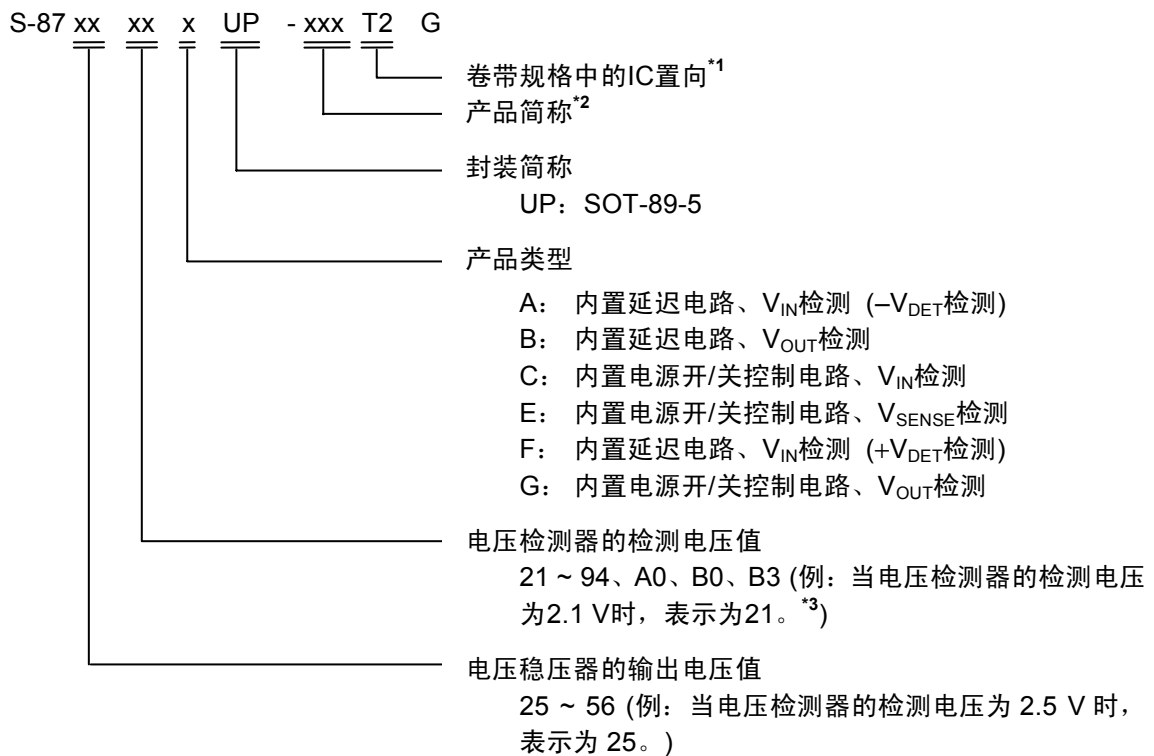 S-87 xx xx x UP - xxx T2 G
卷带规格中的IC置向*1
产品简称*2
封装简称
UP：SOT-89-5
产品类型
A： 内置延迟电路、VIN检测 (–VDET检测)
B： 内置延迟电路、VOUT检测
C： 内置电源开/关控制电路、VIN检测
E： 内置电源开/关控制电路、VSENSE检测
F： 内置延迟电路、VIN检测 (+VDET检测)
G： 内置电源开/关控制电路、VOUT检测
电压检测器的检测电压值
21 ~ 94、A0、B0、B3 (例：当电压检测器的检测电压
为2.1 V时，表示为21。*3)
电压稳压器的输出电压值
25 ~ 56 (例：当电压检测器的检测电压为 2.5 V 时，
表示为 25。)